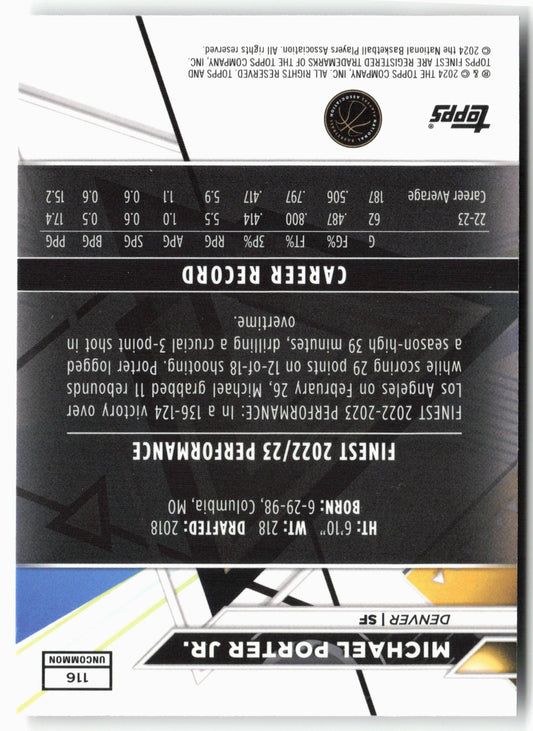 116
UNCOMMON
MICHAEL PORTER JR.
DENVER | SF
HT: 6'10" WT: 218 DRAFTED: 2018
BORN: 6-29-98, Columbia, MO
FINEST 2022/23 PERFORMANCE
FINEST 2022-2023 PERFORMANCE: In a 136-124 victory over
Los Angeles on February, 26, Michael grabbed 11 rebounds
while scoring 29 points on 12-of-18 shooting. Porter logged
a season-high 39 minutes, drilling a crucial 3-point shot in
overtime.
CAREER RECORD
G FG% FT% 3P% RPG APG SPG BPG PPG
22-23 62 .487 .800 .414 5.5 1.0 0.6 0.5 17.4
Career Average 187 .506 .797 .417 5.9 1.1 0.6 0.6 15.2
topps®
NATIONAL BASKETBALL PLAYERS ASSOCIATION
® & © 2024 THE TOPPS COMPANY, INC. ALL RIGHTS RESERVED. TOPPS AND
TOPPS FINEST ARE REGISTERED TRADEMARKS OF THE TOPPS COMPANY, INC.
© 2024 the National Basketball Players Association. All rights reserved.